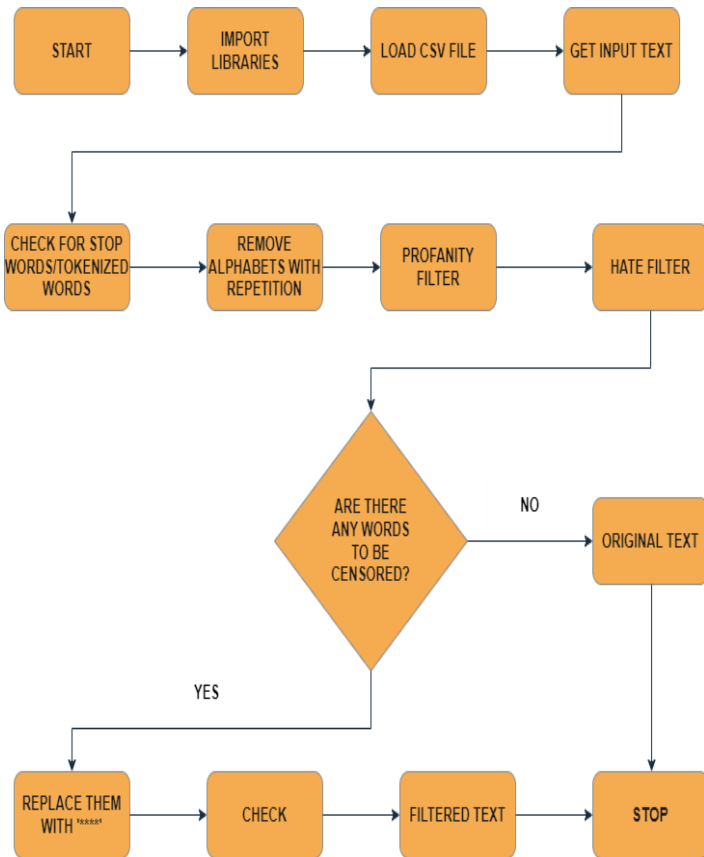 START
IMPORT
LIBRARIES
LOAD CSV FILE
GET INPUT TEXT
CHECK FOR STOP
WORDS/TOKENIZED
WORDS
REMOVE
ALPHABETS WITH
REPETITION
PROFANITY
FILTER
HATE FILTER
ARE THERE
ANY WORDS
TO BE
CENSORED?
NO
ORIGINAL TEXT
YES
REPLACE THEM
WITH '****'
CHECK
FILTERED TEXT
STOP